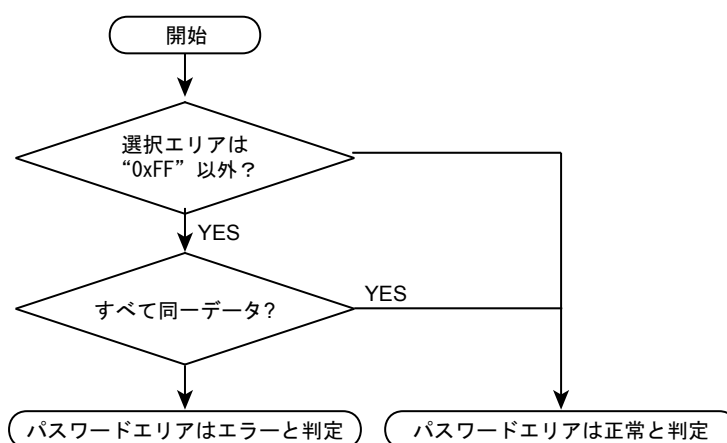 開始
選択エリアは
“0xFF”以外？
YES
すべて同一データ?
YES
パスワードエリアはエラーと判定
パスワードエリアは正常と判定